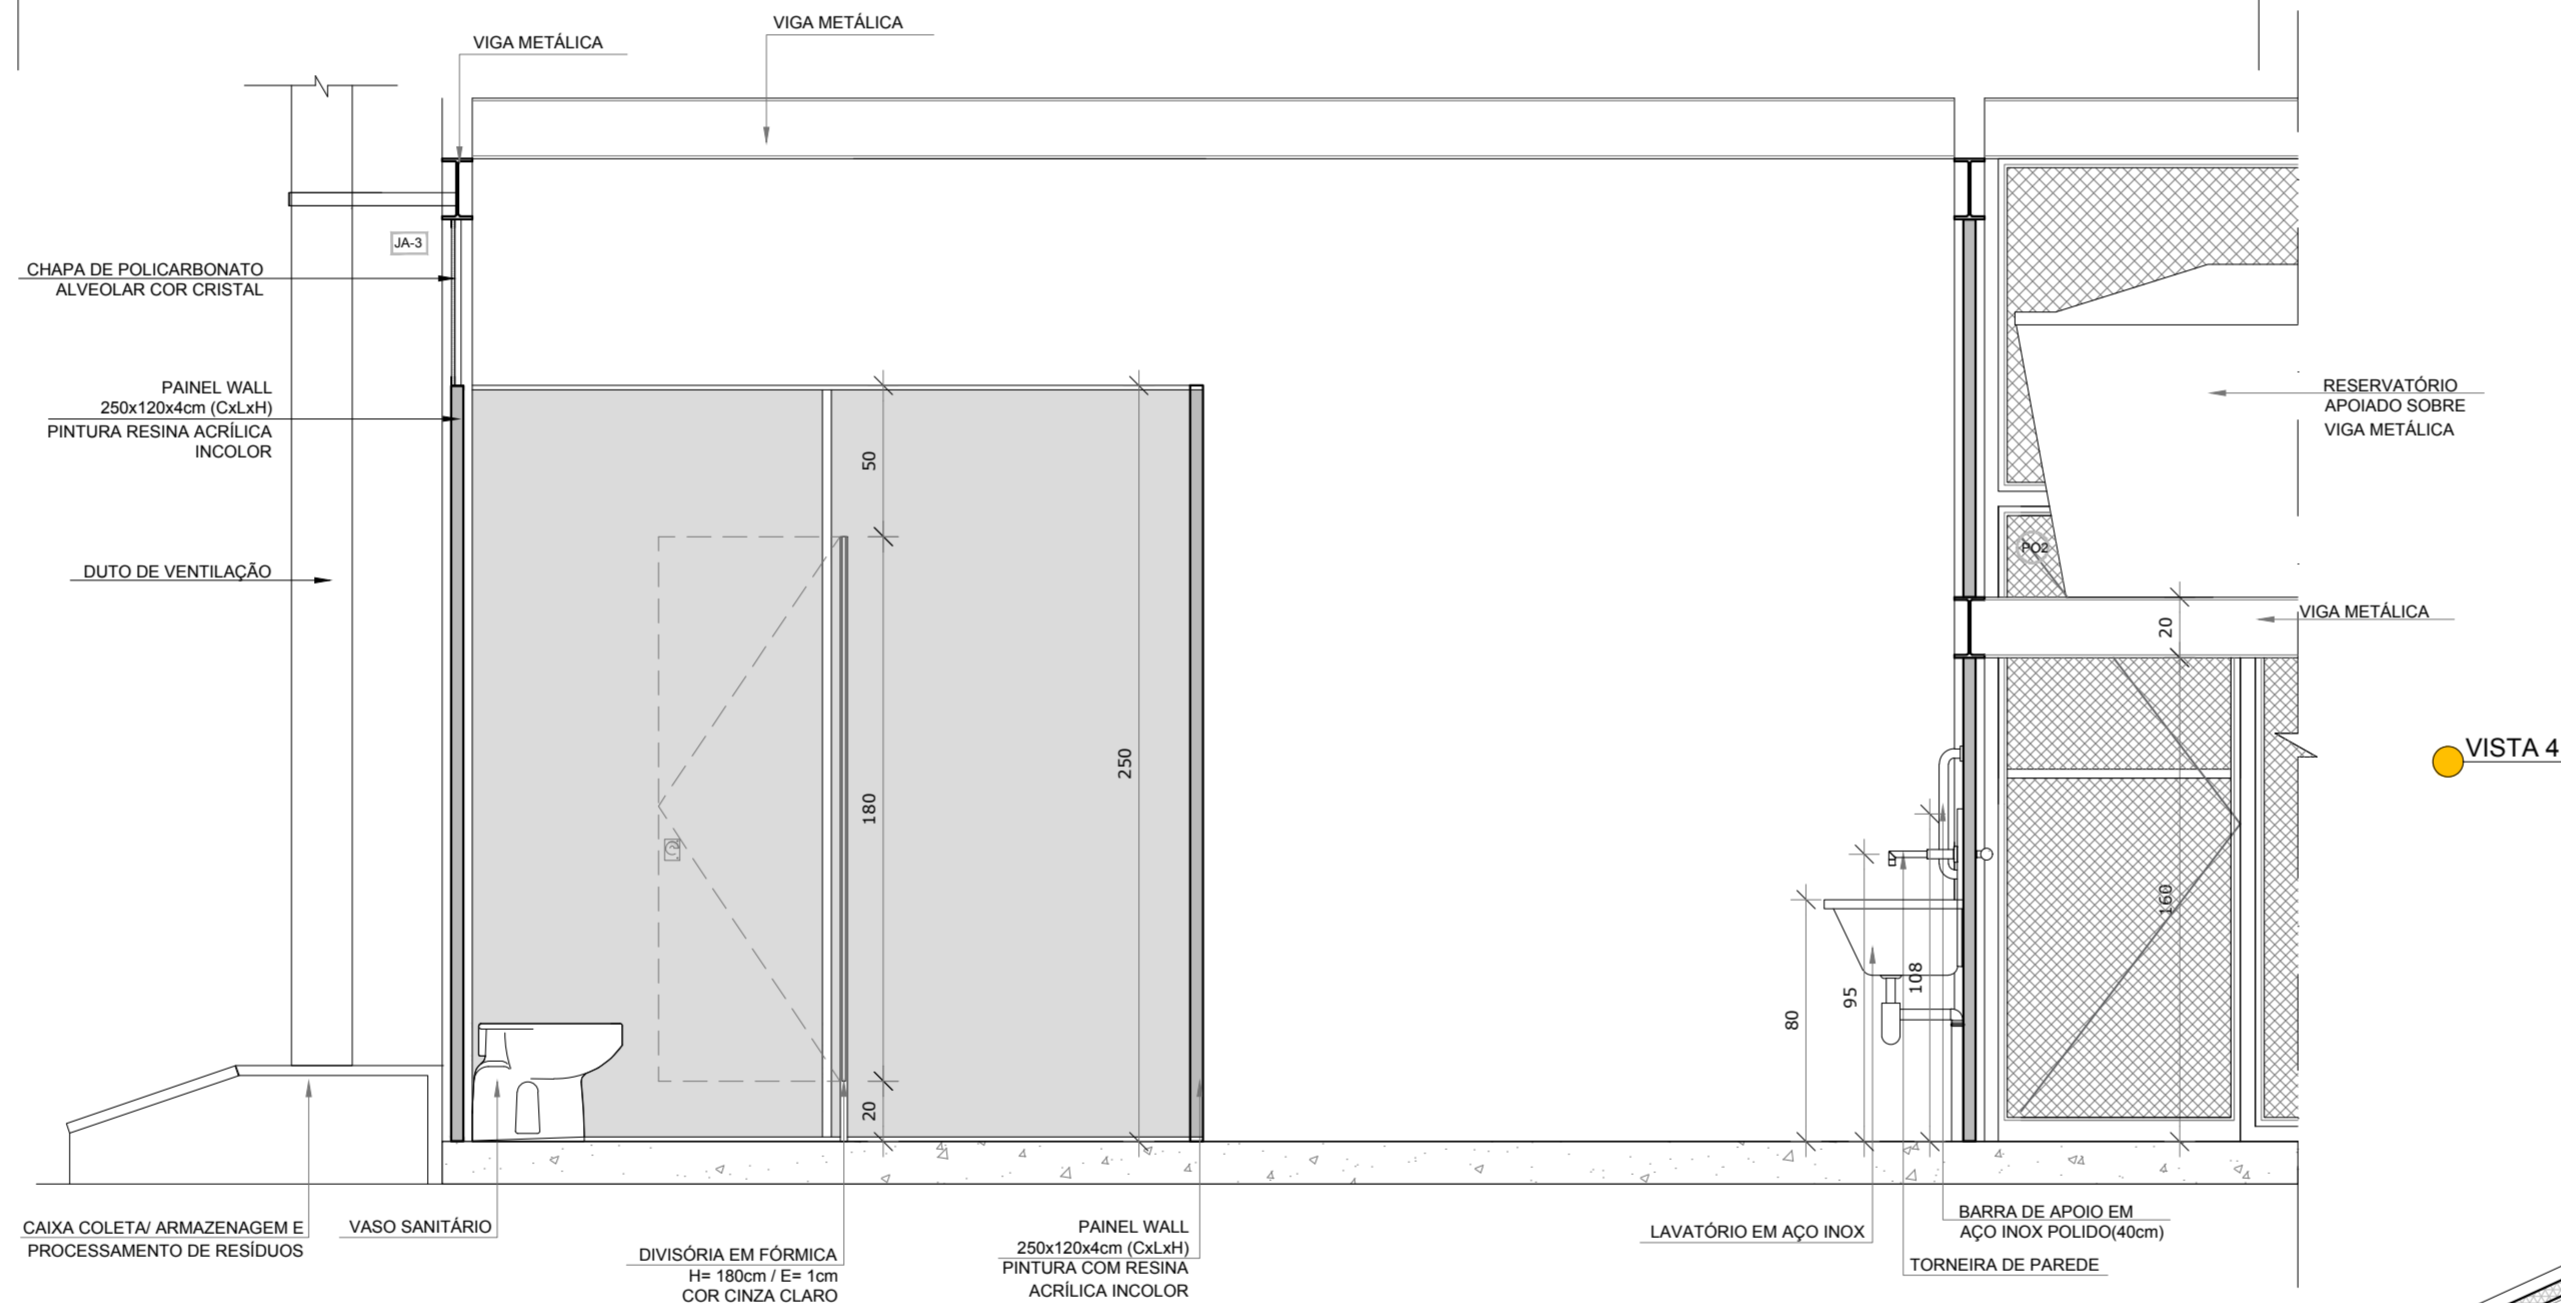 VIGA METÁLICA
VIGA METÁLICA
JA-3
CHAPA DE POLICARBONATO
ALVEOLAR COR CRISTAL
PAINEL WALL
250x120x4cm (CxLxH)
PINTURA RESINA ACRÍLICA
INCOLOR
DUTO DE VENTILAÇÃO
50
180
20
250
RESERVATÓRIO
APOIADO SOBRE
VIGA METÁLICA
PO2
VIGA METÁLICA
20
160
VISTA 4
80
95
108
CAIXA COLETA/ ARMAZENAGEM E
PROCESSAMENTO DE RESÍDUOS
VASO SANITÁRIO
DIVISÓRIA EM FÓRMICA
H= 180cm / E= 1cm
COR CINZA CLARO
PAINEL WALL
250x120x4cm (CxLxH)
PINTURA COM RESINA
ACRÍLICA INCOLOR
LAVATÓRIO EM AÇO INOX
BARRA DE APOIO EM
AÇO INOX POLIDO(40cm)
TORNEIRA DE PAREDE